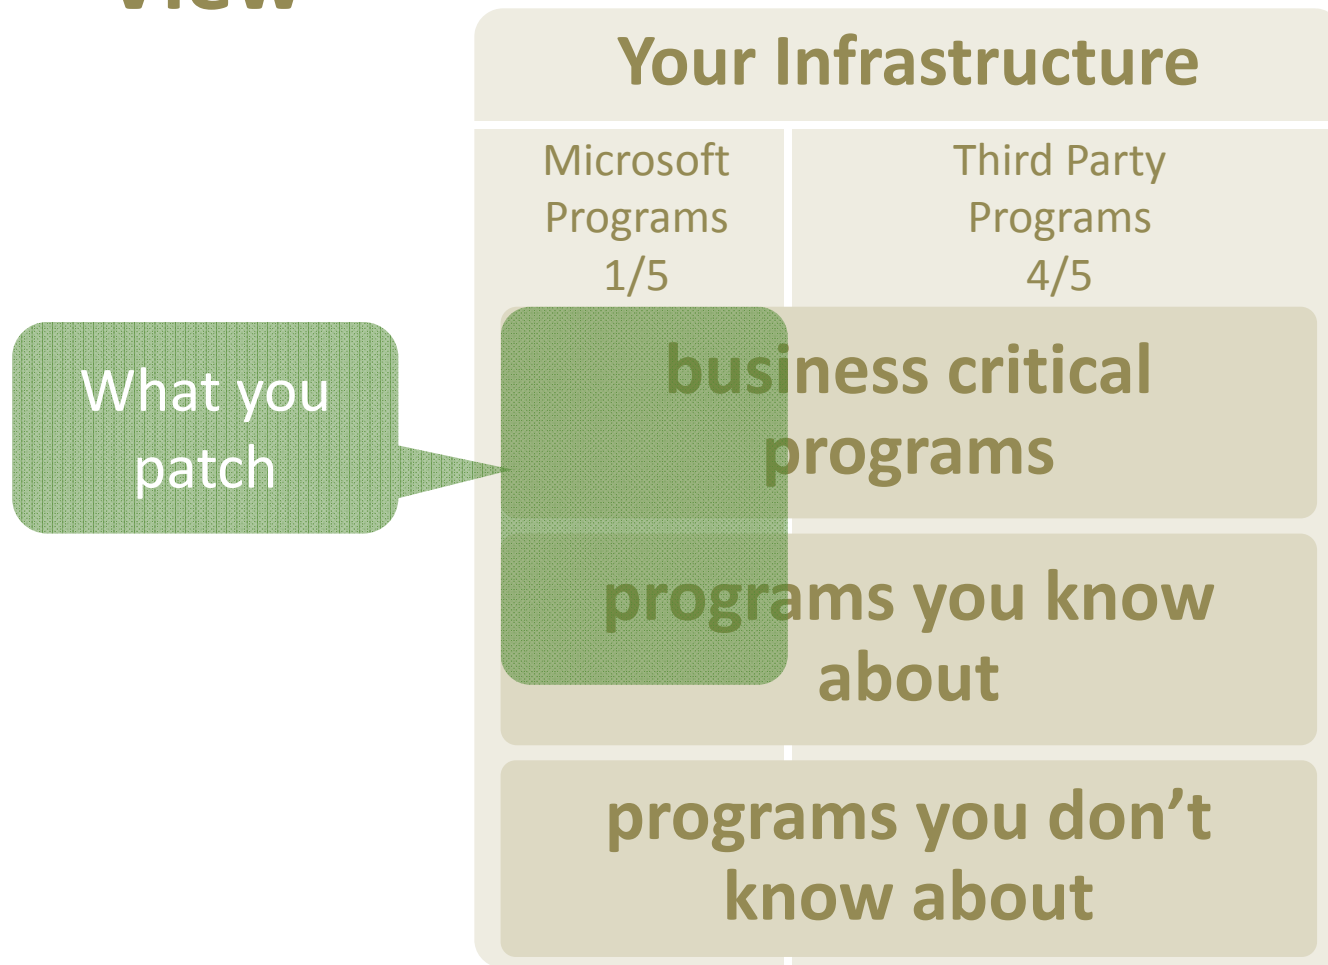 View
Your Infrastructure
Microsoft
Programs
1/5
Third Party
Programs
4/5
What you
patch
business critical
programs
programs you know
about
programs you don’t
know about